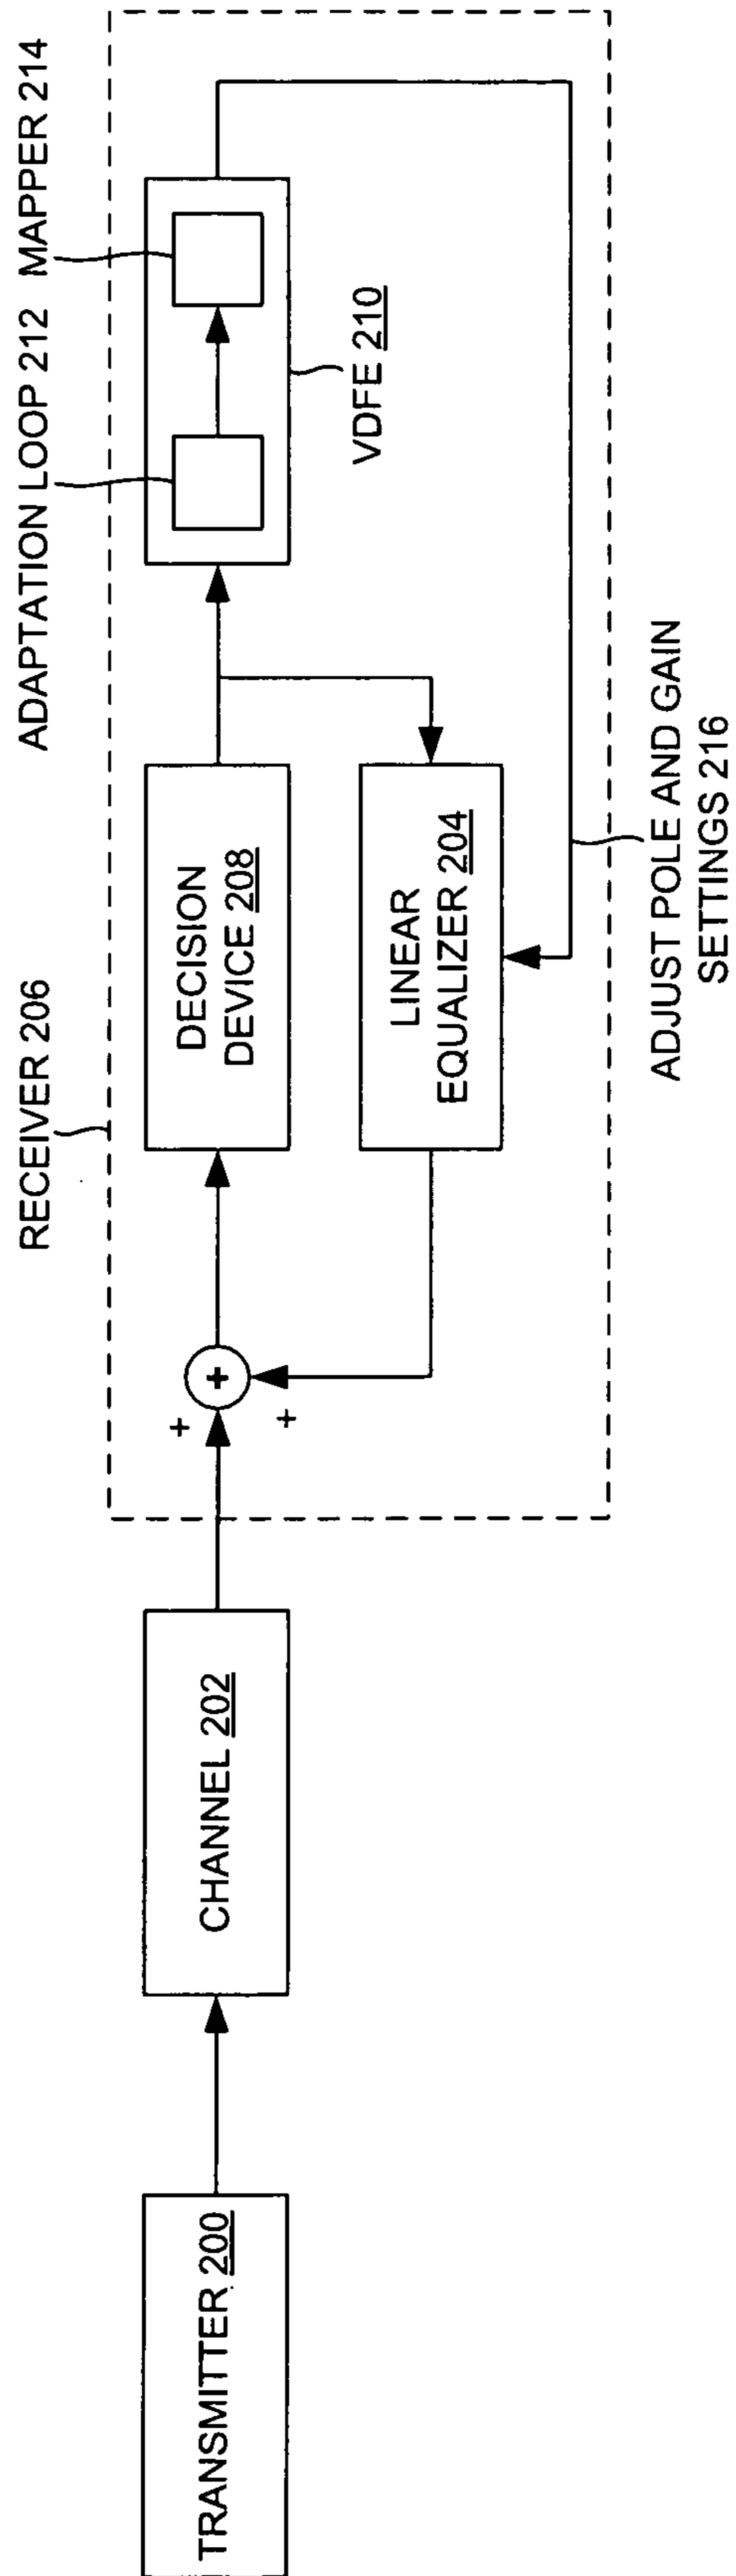 TRANSMITTER 200
CHANNEL 202
RECEIVER 206
+
+
+
DECISION
DEVICE 208
LINEAR
EQUALIZER 204
ADAPTATION LOOP 212
MAPPER 214
VDFE 210
ADJUST POLE AND GAIN
SETTINGS 216